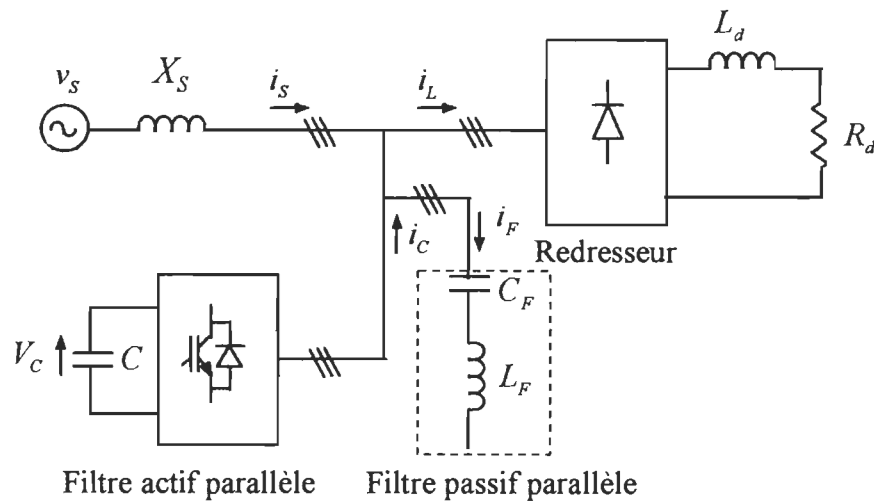 L_d
v_S
X_S
i_S
i_L
R_d
Redresseur
i_C
i_F
C_F
V_C
C
L_F
Filtre actif parallèle
Filtre passif parallèle